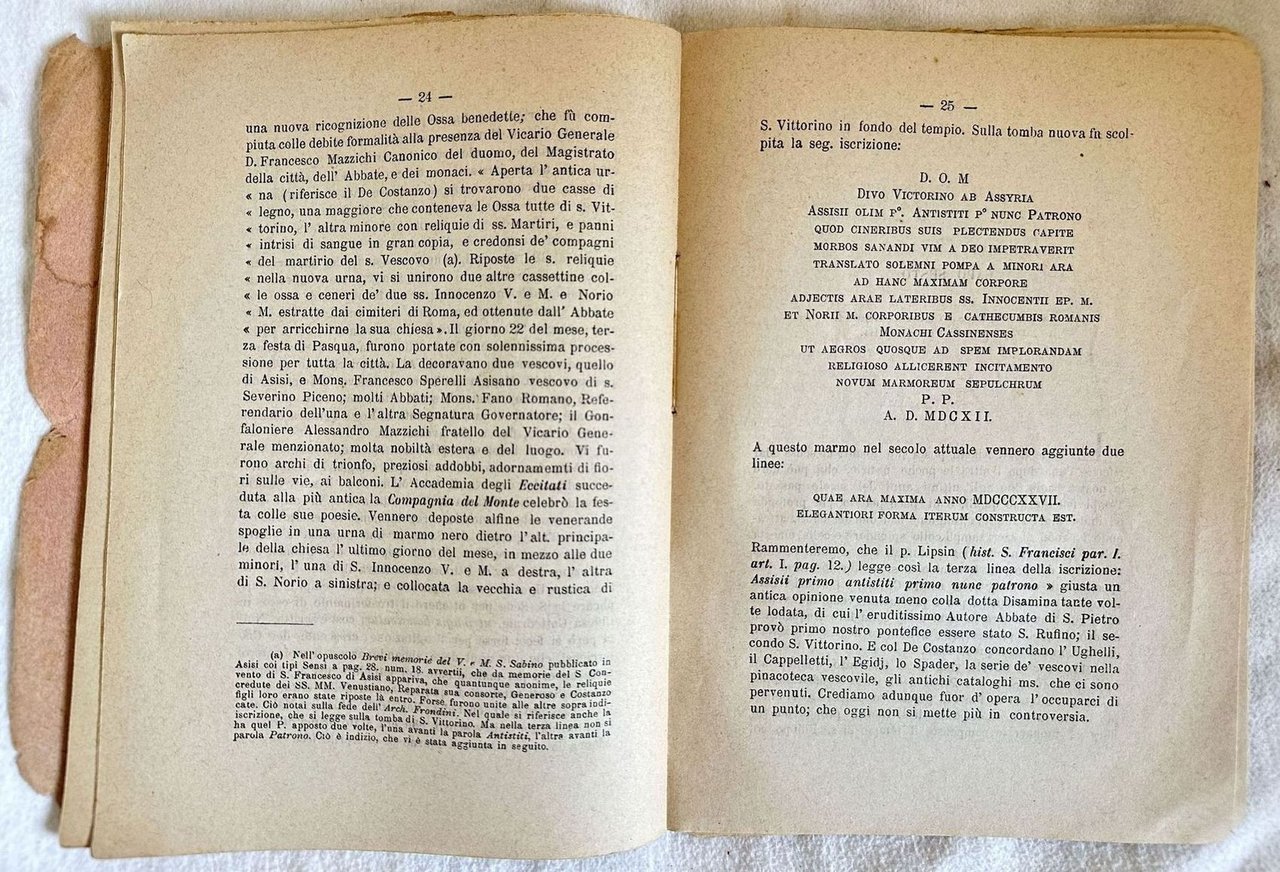 — 24 —
una nuova ricognizione delle Ossa benedette; che fù com-
piuta colle debite formalità alla presenza del Vicario Generale
D. Francesco Mazzichi Canonico del duomo, del Magistrato
della città, dell' Abbate, e dei monaci. « Aperta l' antica ur-
« na (riferisce il De Costanzo) si trovarono due casse di
« legno, una maggiore che conteneva le Ossa tutte di s. Vit-
« torino, l' altra minore con reliquie di ss. Martiri, e panni
« intrisi di sangue in gran copia, e credonsi de' compagni
« del martirio del s. Vescovo (a). Riposte le s. reliquie
« nella nuova urna, vi si unirono due altre cassettine col-
« le ossa e ceneri de' due ss. Innocenzo V. e M. e Norio
« M. estratte dai cimiteri di Roma, ed ottenute dall' Abbate
« per arricchirne la sua chiesa ». Il giorno 22 del mese, ter-
za festa di Pasqua, furono portate con solennissima proces-
sione per tutta la città. La decoravano due vescovi, quello
di Asisi, e Mons. Francesco Sperelli Asisano vescovo di s.
Severino Piceno; molti Abbati; Mons. Fano Romano, Refe-
rendario dell'una e l'altra Segnatura Governatore; il Gon-
faloniere Alessandro Mazzichi fratello del Vicario Gene-
rale menzionato; molta nobiltà estera e del luogo. Vi fu-
rono archi di trionfo, preziosi addobbi, adornamemti di fio-
ri sulle vie, ai balconi. L' Accademia degli Eccitati succe-
duta alla più antica la Compagnia del Monte celebrò la fes-
ta colle sue poesie. Vennero deposte alfine le venerande
spoglie in una urna di marmo nero dietro l'alt. principa-
le della chiesa l' ultimo giorno del mese, in mezzo alle due
minori, l' una di S. Innocenzo V. e M. a destra, l' altra
di S. Norio a sinistra; e collocata la vecchia e rustica di
(a) Nell' opuscolo Brevi memorie del V. e M. S. Sabino pubblicato in
Asisi coi tipi Sensi a pag. 28. num. 18. avvertii, che da memorie del S Con-
vento di S. Francesco di Asisi appariva, che quantunque anonime, le reliquie
credute dei SS. MM. Venustiano, Reparata sua consorte, Generoso e Costanzo
figli loro erano state riposte là entro. Forse furono unite alle altre sopra indi-
cate. Ciò notai sulla fede dell' Arch. Frondini. Nel quale si riferisce anche la
iscrizione, che si legge sulla tomba di S. Vittorino. Ma nella terza linea non si
ha quel P. apposto due volte, l'una avanti la parola Antistiti, l'altra avanti la
parola Patrono. Ciò è indizio, che vi è stata aggiunta in seguito.
— 25 —
S. Vittorino in fondo del tempio. Sulla tomba nuova fù scol-
pita la seg. iscrizione:
D. O. M
DIVO VICTORINO AB ASSYRIA
ASSISII OLIM P°. ANTISTITI P° NUNC PATRONO
QUOD CINERIBUS SUIS PLECTENDUS CAPITE
MORBOS SANANDI VIM A DEO IMPETRAVERIT
TRANSLATO SOLEMNI POMPA A MINORI ARA
AD HANC MAXIMAM CORPORE
ADJECTIS ARAE LATERIBUS SS. INNOCENTII EP. M.
ET NORII M. CORPORIBUS E CATHECUMBIS ROMANIS
MONACHI CASSINENSES
UT AEGROS QUOSQUE AD SPEM IMPLORANDAM
RELIGIOSO ALLICERENT INCITAMENTO
NOVUM MARMOREUM SEPULCHRUM
P. P.
A. D. MDCXII.
A questo marmo nel secolo attuale vennero aggiunte due
linee:
QUAE ARA MAXIMA ANNO MDCCCXXVII.
ELEGANTIORI FORMA ITERUM CONSTRUCTA EST.
Rammenteremo, che il p. Lipsin (hist. S. Francisci par. I.
art. I. pag. 12.) legge così la terza linea della iscrizione:
Assisii primo antistiti primo nunc patrono » giusta un
antica opinione venuta meno colla dotta Disamina tante vol-
te lodata, di cui l' eruditissimo Autore Abbate di S. Pietro
provò primo nostro pontefice essere stato S. Rufino; il se-
condo S. Vittorino. E col De Costanzo concordano l' Ughelli,
il Cappelletti, l' Egidj, lo Spader, la serie de' vescovi nella
pinacoteca vescovile, gli antichi cataloghi ms. che ci sono
pervenuti. Crediamo adunque fuor d' opera l' occuparci di
un punto; che oggi non si mette più in controversia.